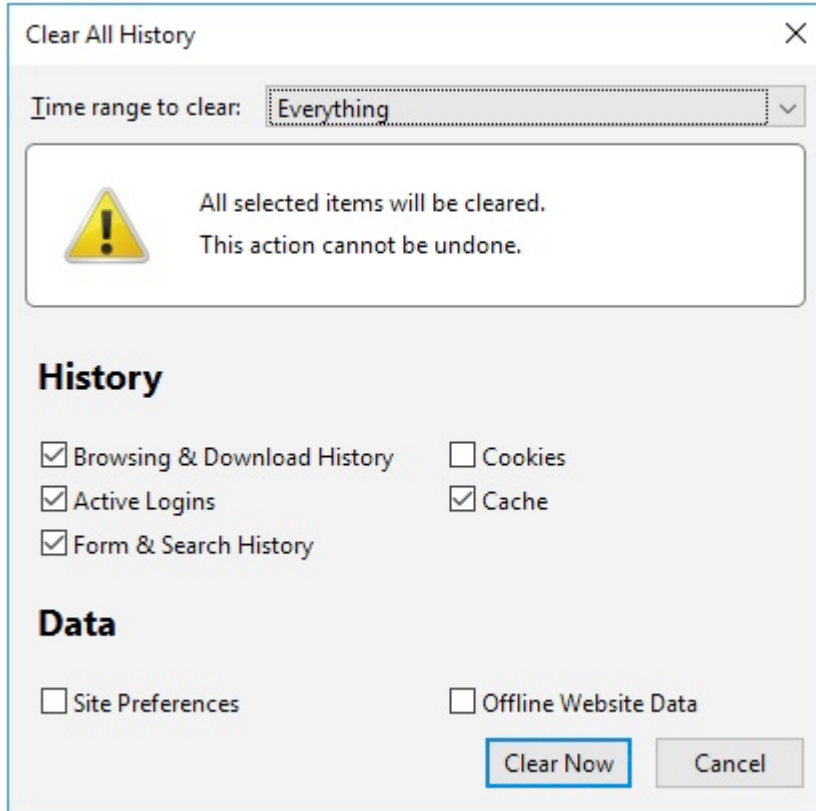 Clear All History
Time range to clear: Everything
All selected items will be cleared.
This action cannot be undone.
History
Browsing & Download History
Cookies
Active Logins
Cache
Form & Search History
Data
Site Preferences
Offline Website Data
Clear Now
Cancel